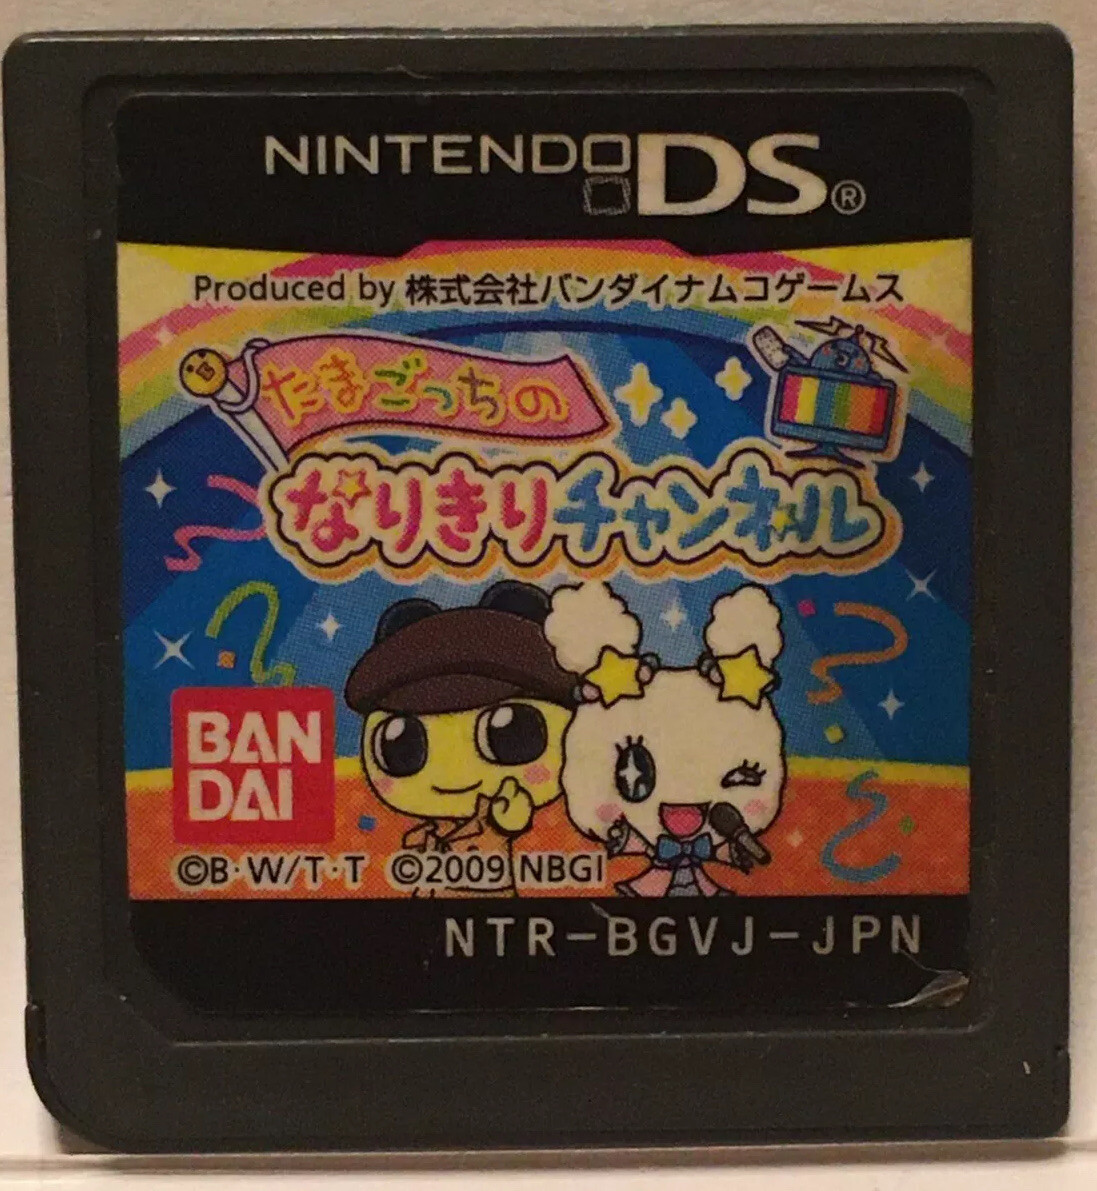 NINTENDO DS®
Produced by 株式会社バンダイナムコゲームス
たまごっちの
なりきりチャンネル
BAN
DAI
©B·W/T·T ©2009 NBGI
NTR-BGVJ-JPN